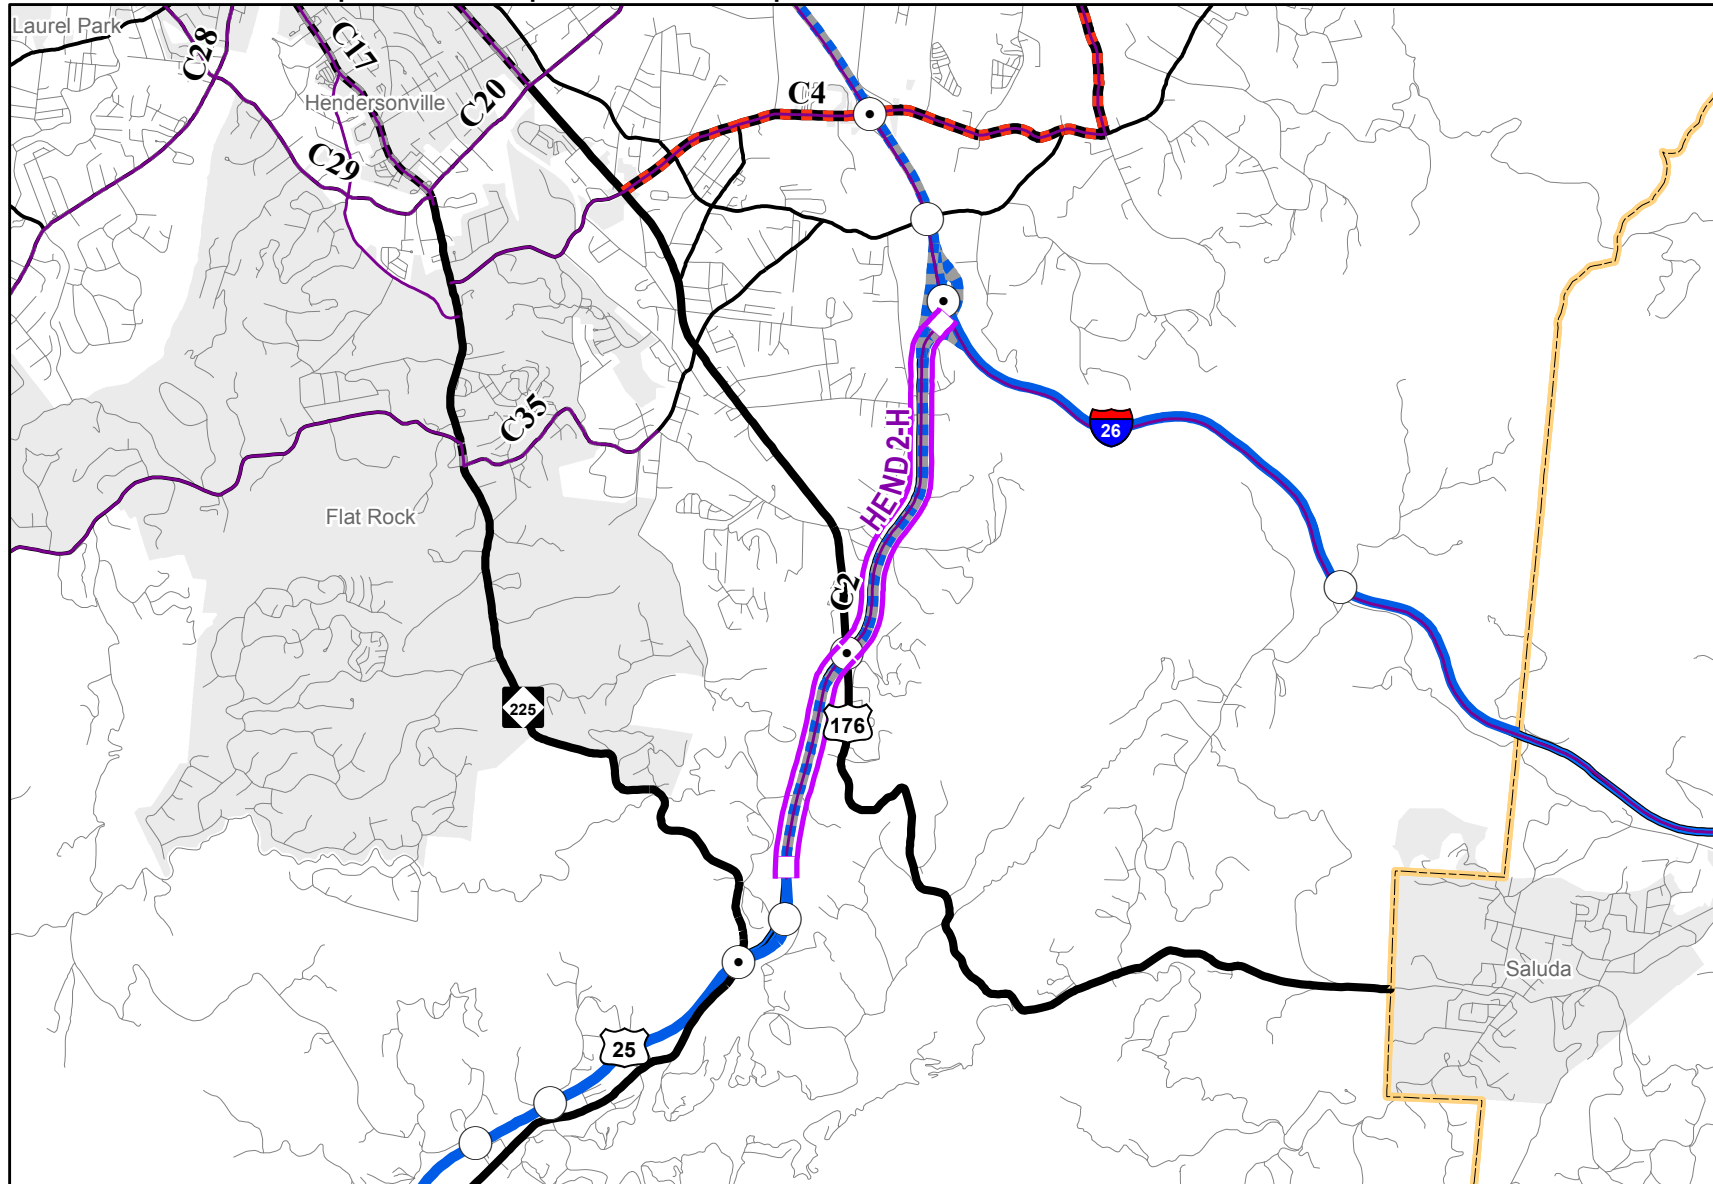 Laurel Park
C28
C17
Hendersonville
C20
C4
C29
C35
HEND 2-H
26
Flat Rock
C2
225
176
Saluda
25